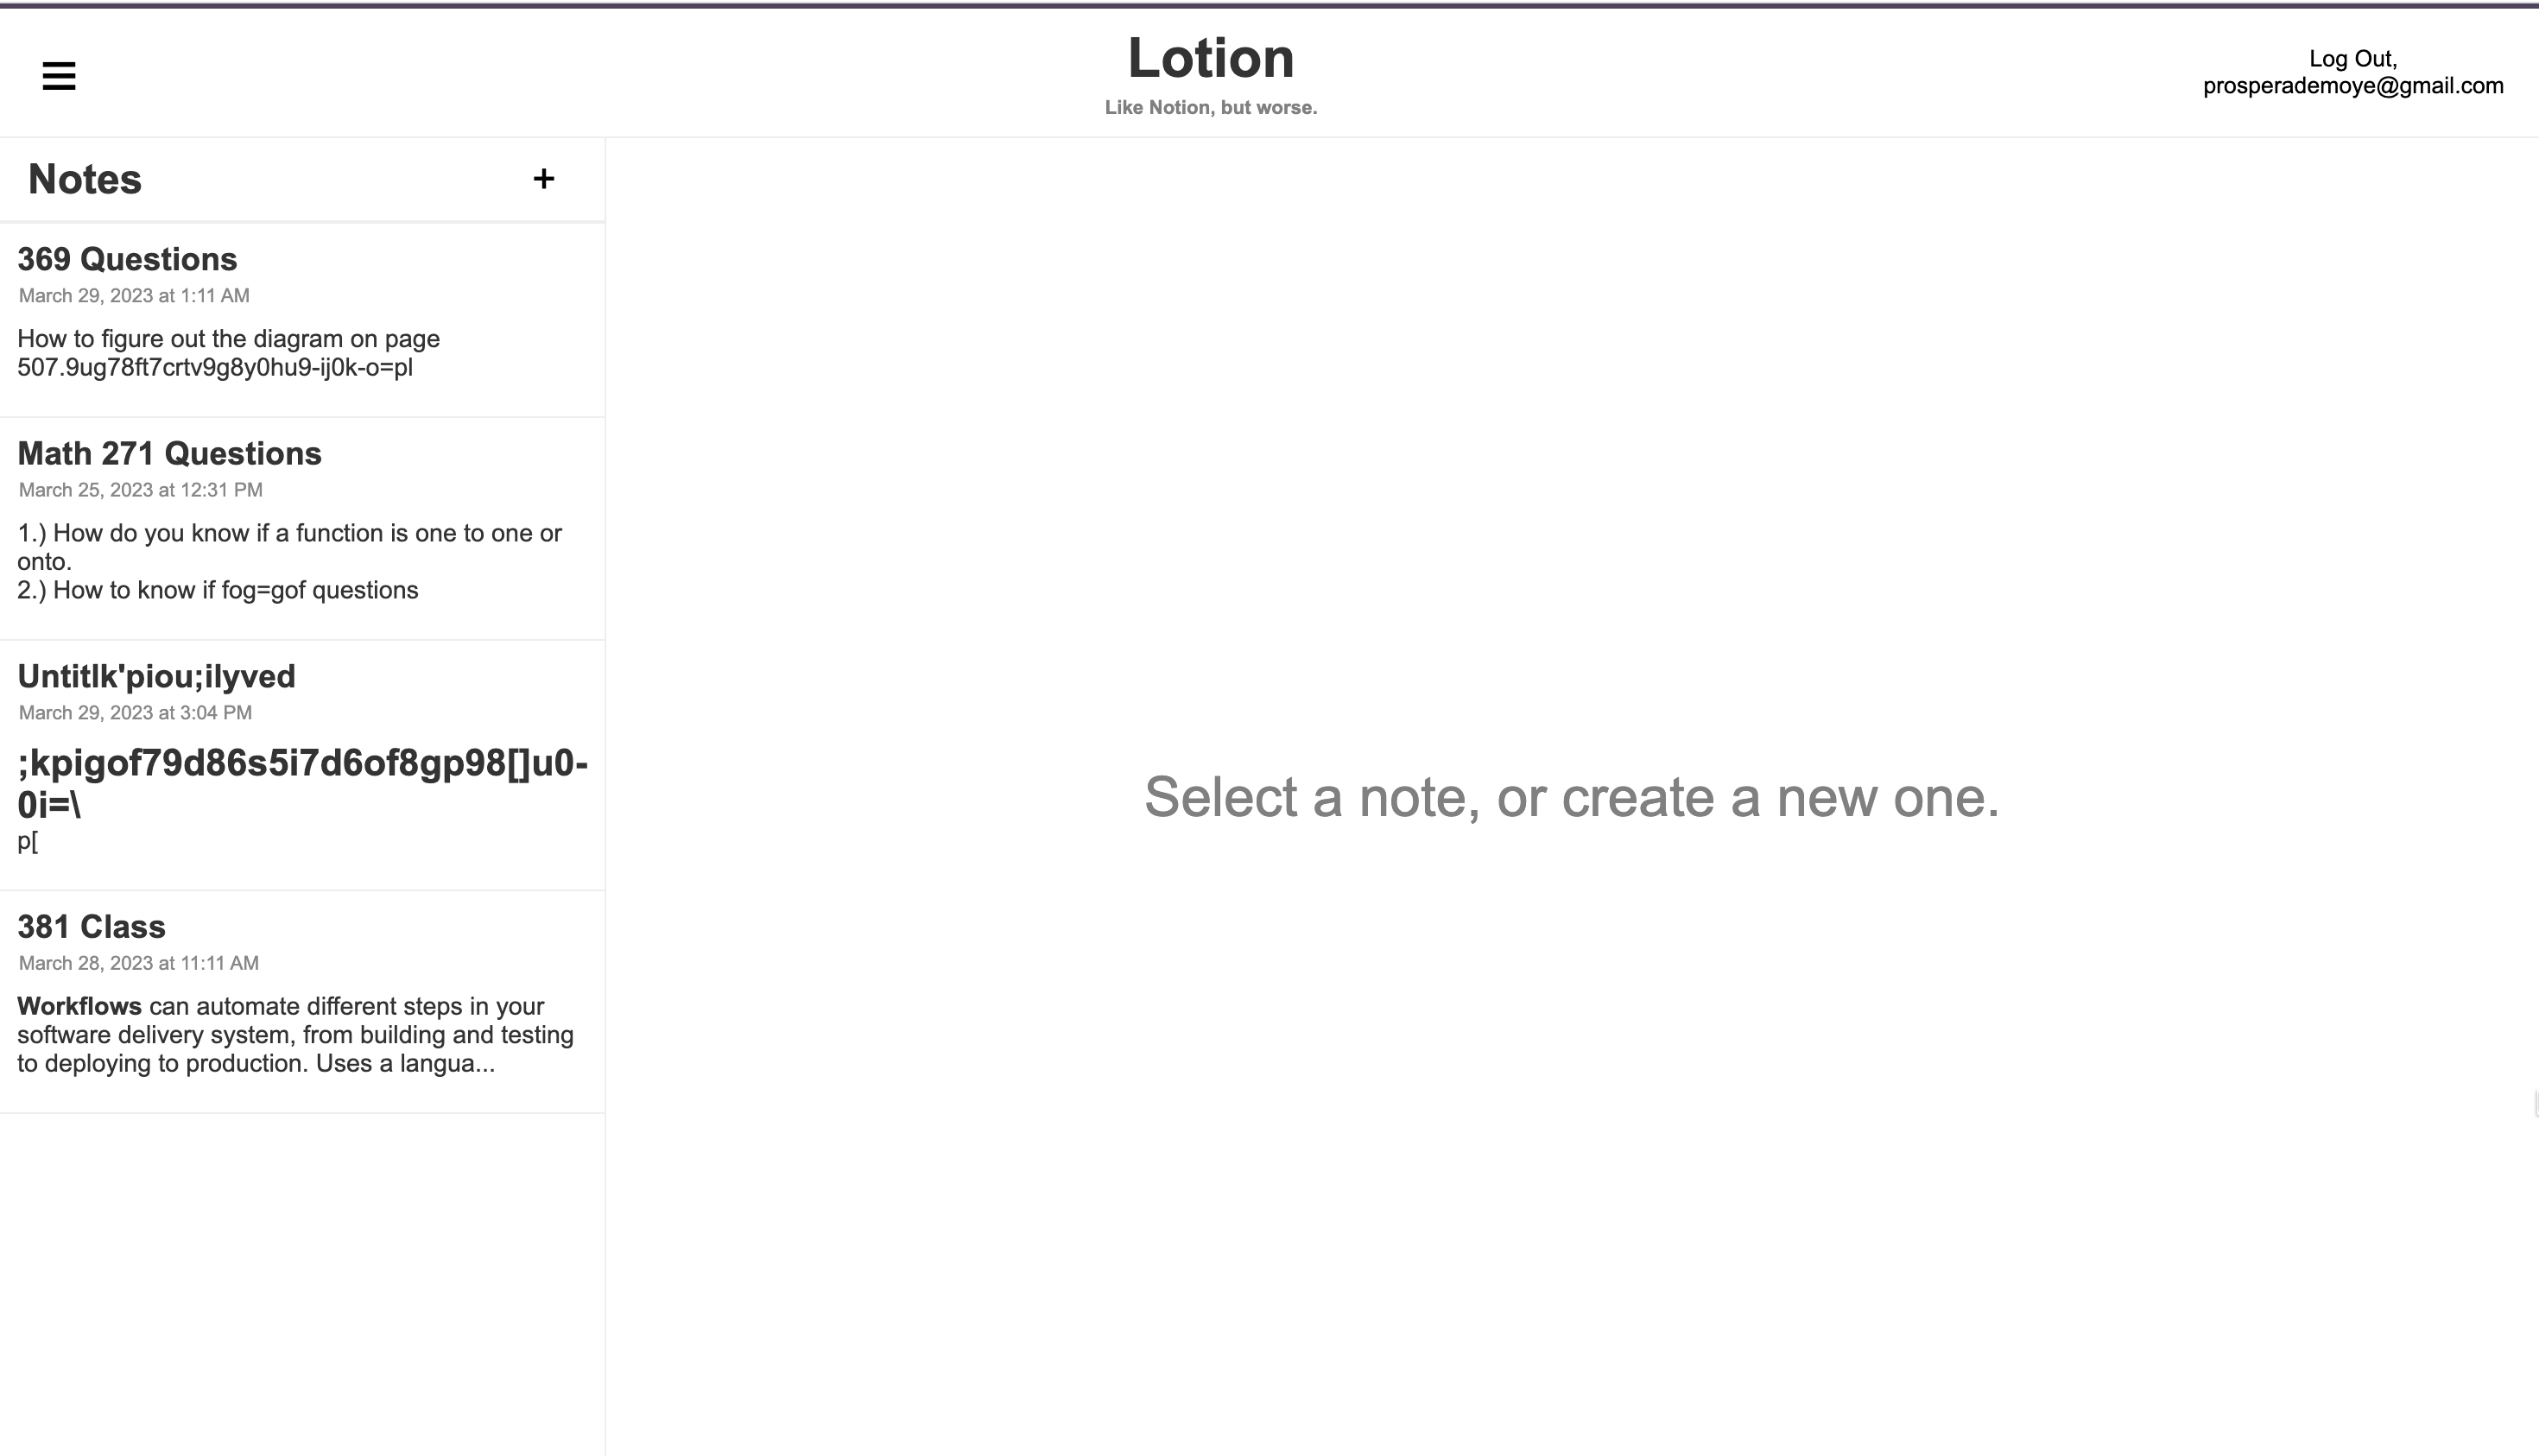 Lotion
Like Notion, but worse.
Log Out,
prosperademoye@gmail.com
Notes
+
369 Questions
March 29, 2023 at 1:11 AM
How to figure out the diagram on page
507.9ug78ft7crtv9g8y0hu9-ij0k-o=pl
Math 271 Questions
March 25, 2023 at 12:31 PM
1.) How do you know if a function is one to one or
onto.
2.) How to know if fog=gof questions
Untitlk'piou;ilyved
March 29, 2023 at 3:04 PM
;kpigof79d86s5i7d6of8gp98[]u0-
0i=\
p[
381 Class
March 28, 2023 at 11:11 AM
Workflows can automate different steps in your
software delivery system, from building and testing
to deploying to production. Uses a langua...
Select a note, or create a new one.